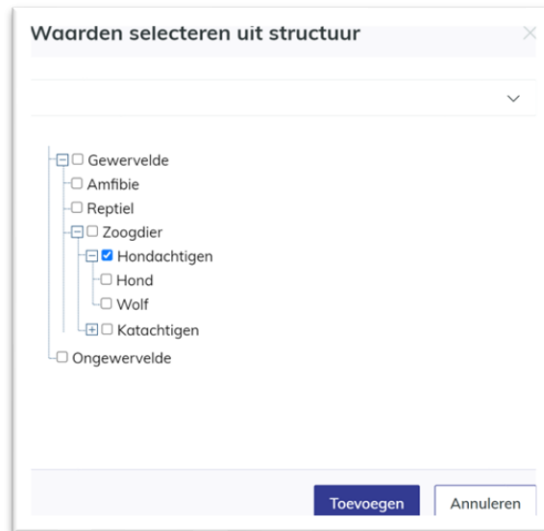 Waarden selecteren uit structuur
Gewervelde
Amfibie
Reptiel
Zoogdier
Hondachtigen
Hond
Wolf
Katachtigen
Ongewervelde
Toevoegen Annuleren